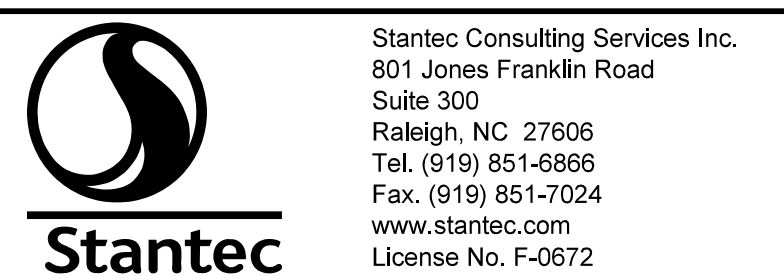 Stantec
Stantec Consulting Services Inc.
801 Jones Franklin Road
Suite 300
Raleigh, NC  27606
Tel. (919) 851-6866
Fax. (919) 851-7024
www.stantec.com
License No. F-0672